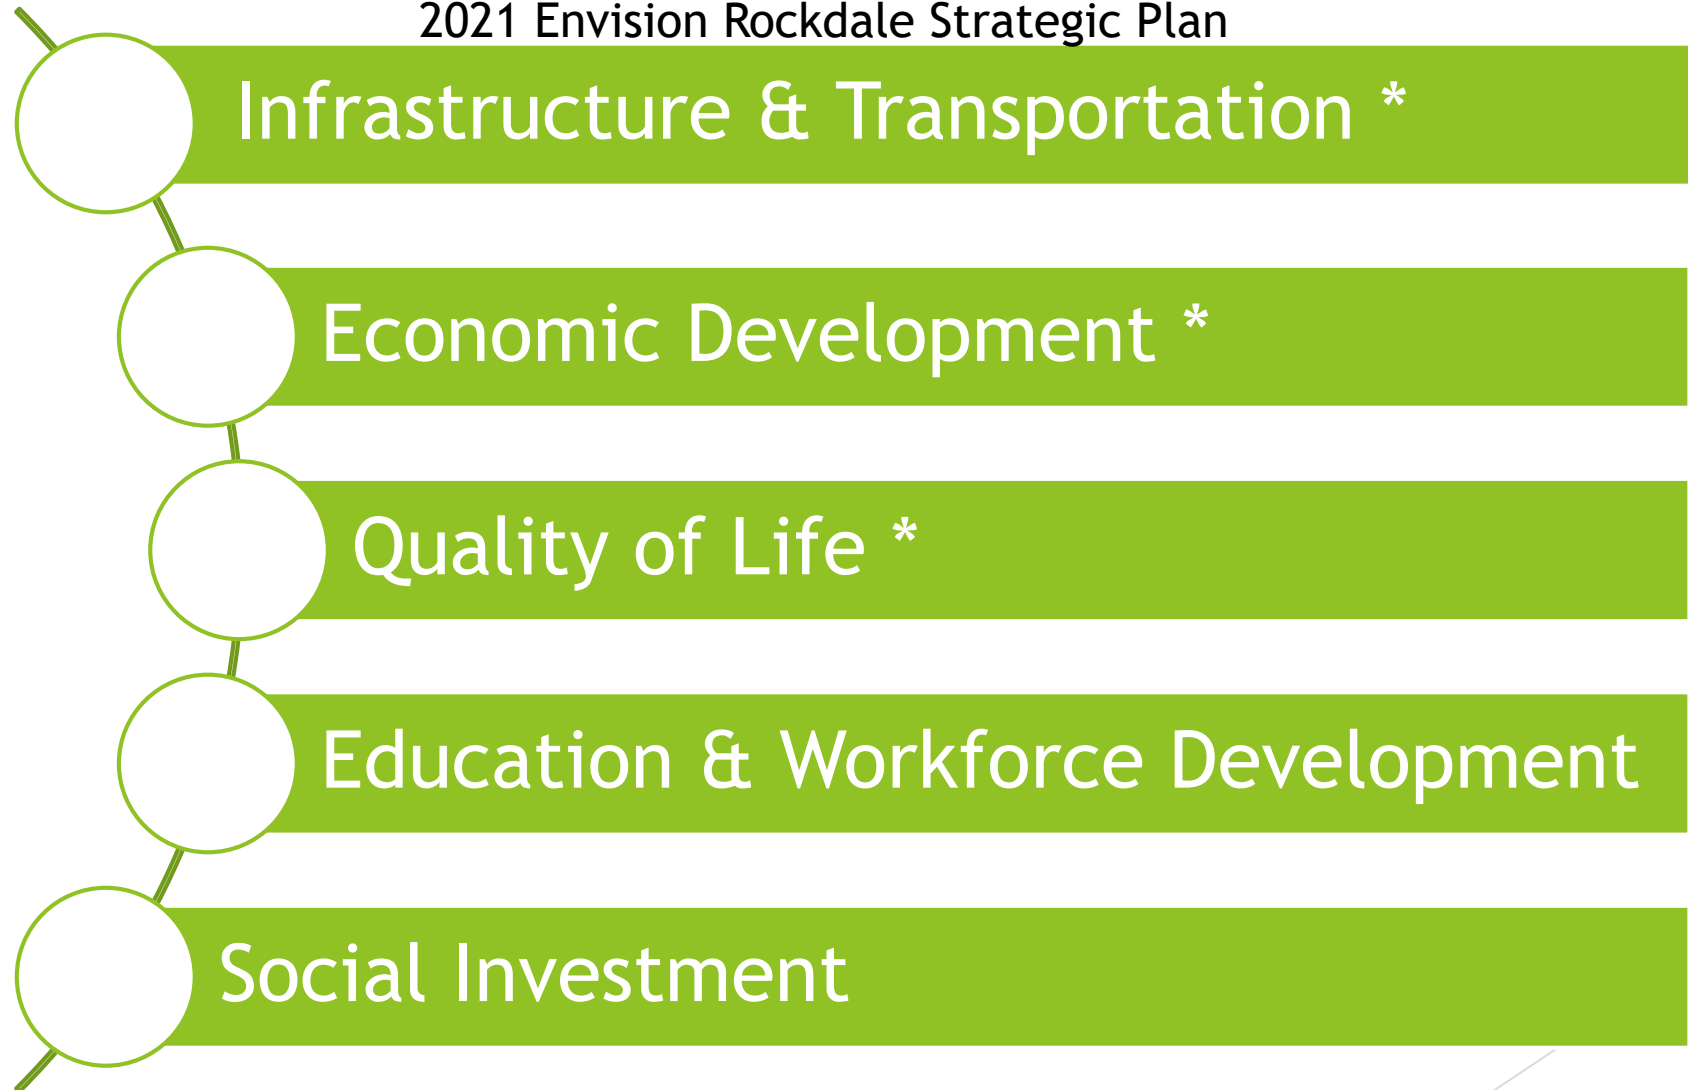 2021 Envision Rockdale Strategic Plan
Infrastructure & Transportation *
Economic Development *
Quality of Life *
Education & Workforce Development
Social Investment